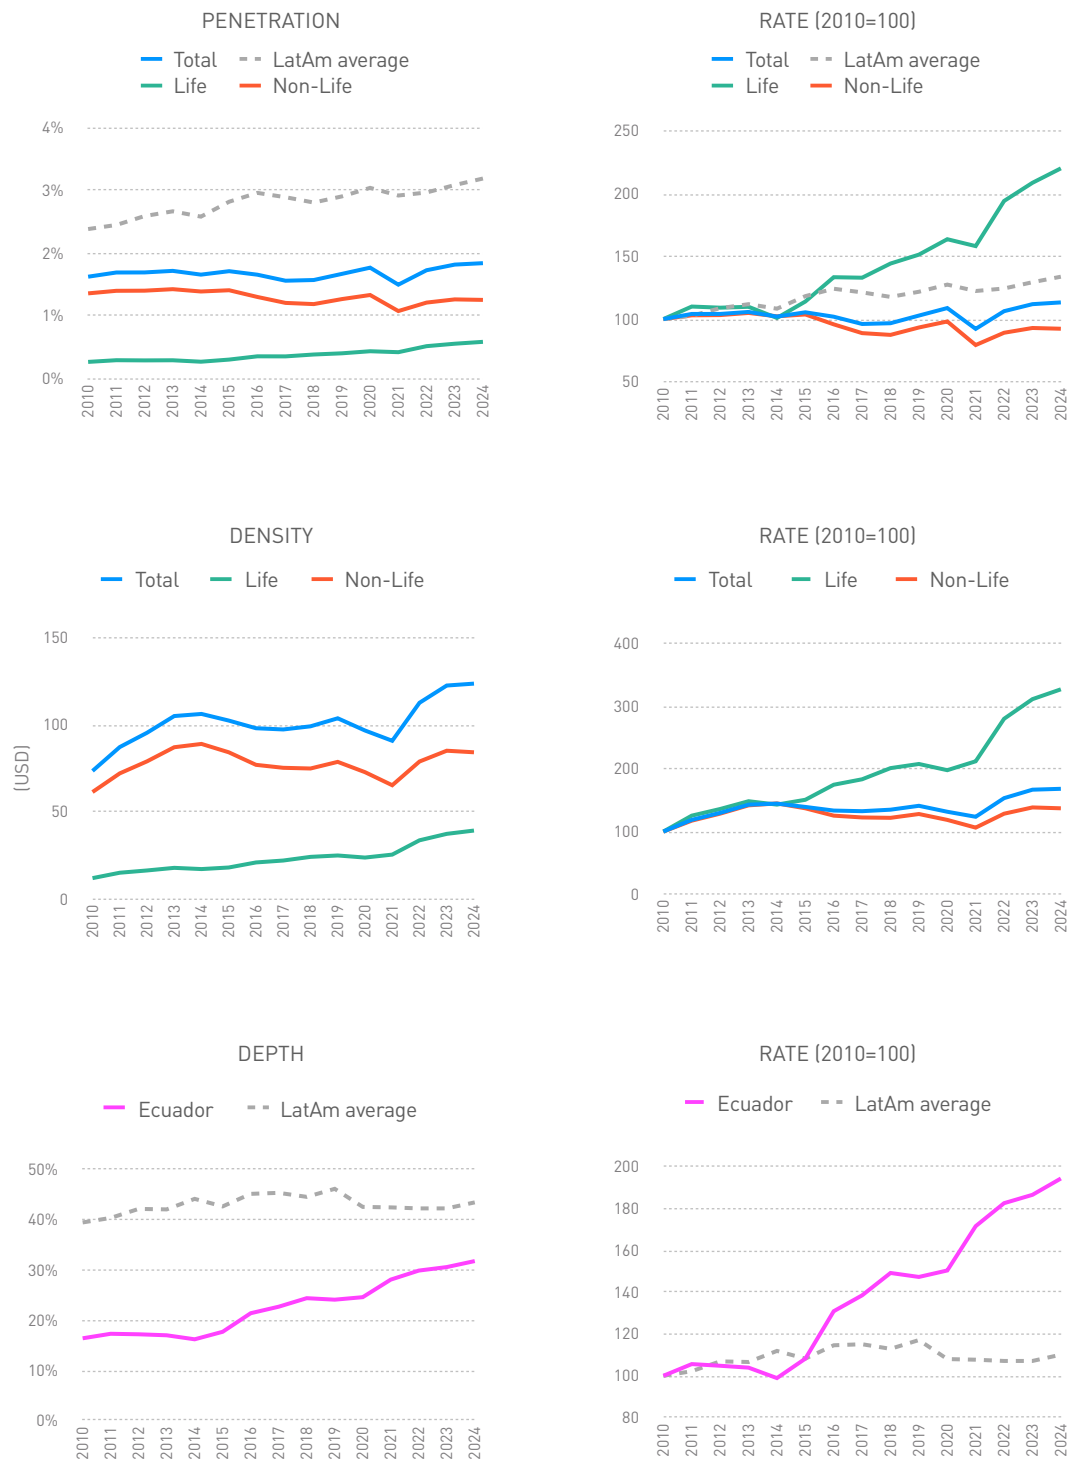 PENETRATION
Total LatAm average
Life Non-Life
4%
3%
2%
1%
0%
2010 2011 2012 2013 2014 2015 2016 2017 2018 2019 2020 2021 2022 2023 2024
RATE (2010=100)
Total LatAm average
Life Non-Life
250
200
150
100
50
2010 2011 2012 2013 2014 2015 2016 2017 2018 2019 2020 2021 2022 2023 2024
DENSITY
Total Life Non-Life
(USD)
150
100
50
0
2010 2011 2012 2013 2014 2015 2016 2017 2018 2019 2020 2021 2022 2023 2024
RATE (2010=100)
Total Life Non-Life
400
300
200
100
0
2010 2011 2012 2013 2014 2015 2016 2017 2018 2019 2020 2021 2022 2023 2024
DEPTH
Ecuador LatAm average
50%
40%
30%
20%
10%
0%
2010 2011 2012 2013 2014 2015 2016 2017 2018 2019 2020 2021 2022 2023 2024
RATE (2010=100)
Ecuador LatAm average
200
180
160
140
120
100
80
2010 2011 2012 2013 2014 2015 2016 2017 2018 2019 2020 2021 2022 2023 2024